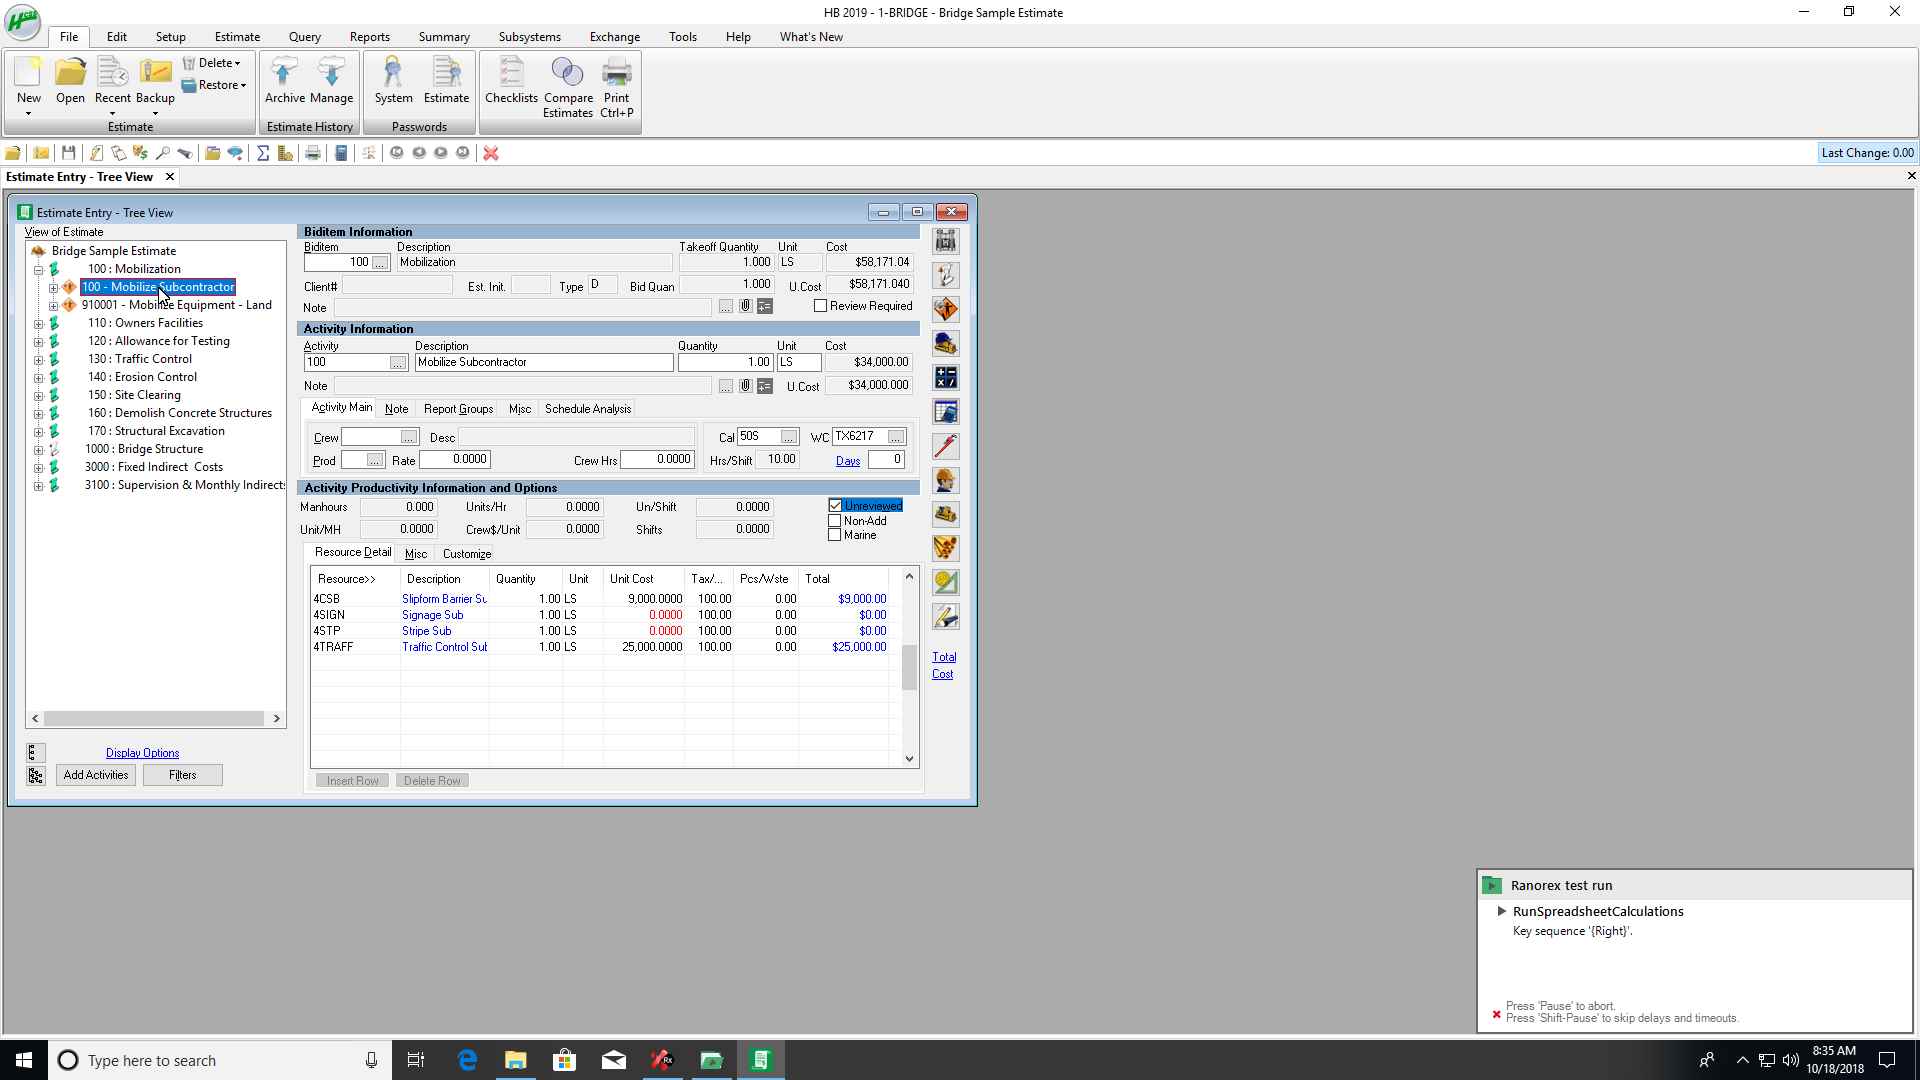 HB 2019 - 1-BRIDGE - Bridge Sample Estimate
File Edit Setup Estimate Query Reports Summary Subsystems Exchange Tools Help What's New
New Open Recent Backup Delete Restore Archive Manage System Estimate Checklists Compare Estimates Print Ctrl+P
Estimate Estimate History Passwords
Last Change: 0.00
Estimate Entry - Tree View
Estimate Entry - Tree View
View of Estimate
Bridge Sample Estimate
100 : Mobilization
100 - Mobilize Subcontractor
910001 - Mobilize Equipment - Land
110 : Owners Facilities
120 : Allowance for Testing
130 : Traffic Control
140 : Erosion Control
150 : Site Clearing
160 : Demolish Concrete Structures
170 : Structural Excavation
1000 : Bridge Structure
3000 : Fixed Indirect Costs
3100 : Supervision & Monthly Indirects
Display Options
Add Activities Filters
Biditem Information
Biditem Description Takeoff Quantity Unit Cost
100 ... Mobilization 1.000 LS $58,171.04
Client# Est. Init. Type D Bid Quan 1.000 U.Cost $58,171.040
Note ... Review Required
Activity Information
Activity Description Quantity Unit Cost
100 ... Mobilize Subcontractor 1.00 LS $34,000.00
Note ... U.Cost $34,000.000
Activity Main Note Report Groups Misc Schedule Analysis
Crew ... Desc Cal 50S ... WC TX6217 ...
Prod ... Rate 0.0000 Crew Hrs 0.0000 Hrs/Shift 10.00 Days 0
Activity Productivity Information and Options
Manhours 0.000 Units/Hr 0.0000 Un/Shift 0.0000 Unreviewed
Non-Add
Unit/MH 0.0000 Crew$/Unit 0.0000 Shifts 0.0000 Marine
Resource Detail Misc Customize
Resource>> Description Quantity Unit Unit Cost Tax/... Pcs/Wste Total
4CSB Slipform Barrier Su 1.00 LS 9,000.0000 100.00 0.00 $9,000.00
4SIGN Signage Sub 1.00 LS 0.0000 100.00 0.00 $0.00
4STP Stripe Sub 1.00 LS 0.0000 100.00 0.00 $0.00
4TRAFF Traffic Control Sub 1.00 LS 25,000.0000 100.00 0.00 $25,000.00
Insert Row Delete Row
Total
Cost
Ranorex test run
RunSpreadsheetCalculations
Key sequence '{Right}'.
Press 'Pause' to abort.
Press 'Shift-Pause' to skip delays and timeouts.
Type here to search
8:35 AM
10/18/2018